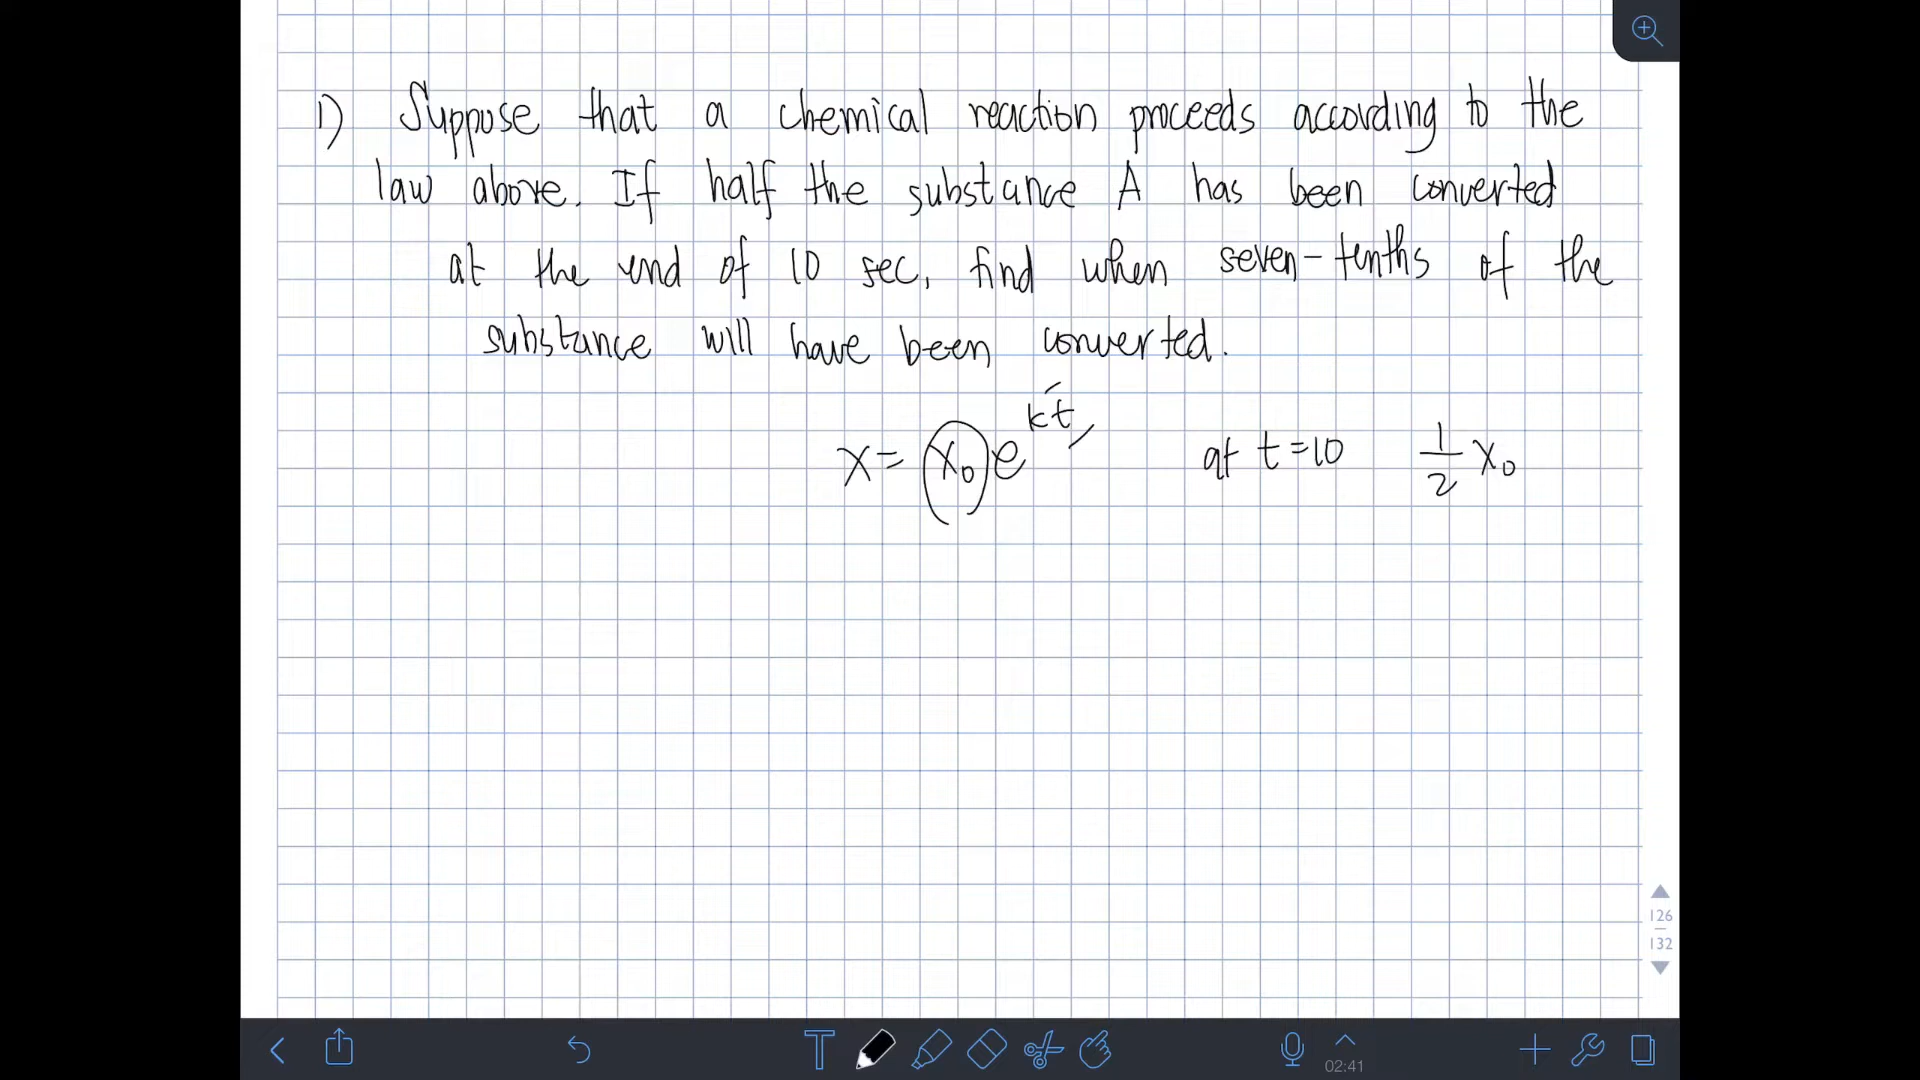 1) Suppose that a chemical reaction proceeds according to the
law above. If half the substance A has been converted
at the end of 10 sec, find when seven-tenths of the
substance will have been converted.
x = x₀e^kt at t=10 1/2 x₀
126
132
02:41